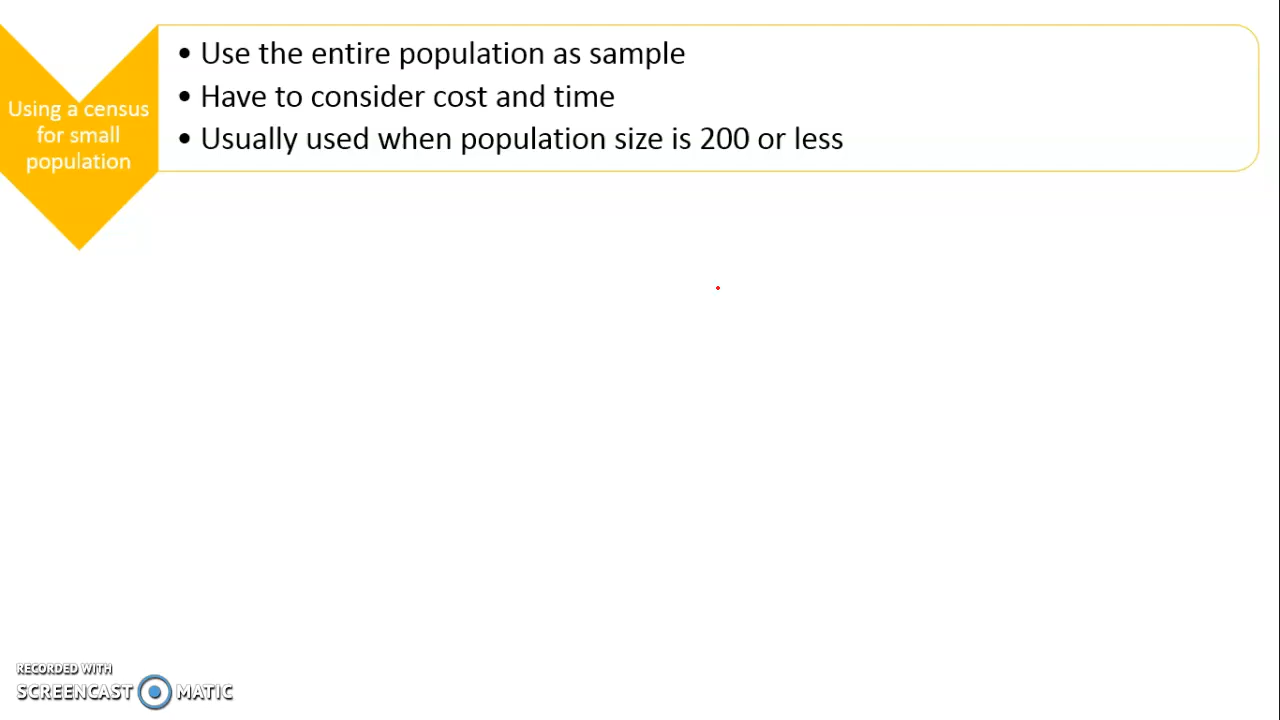 Using a census
for small
population
• Use the entire population as sample
• Have to consider cost and time
• Usually used when population size is 200 or less
RECORDED WITH
SCREENCAST MATIC